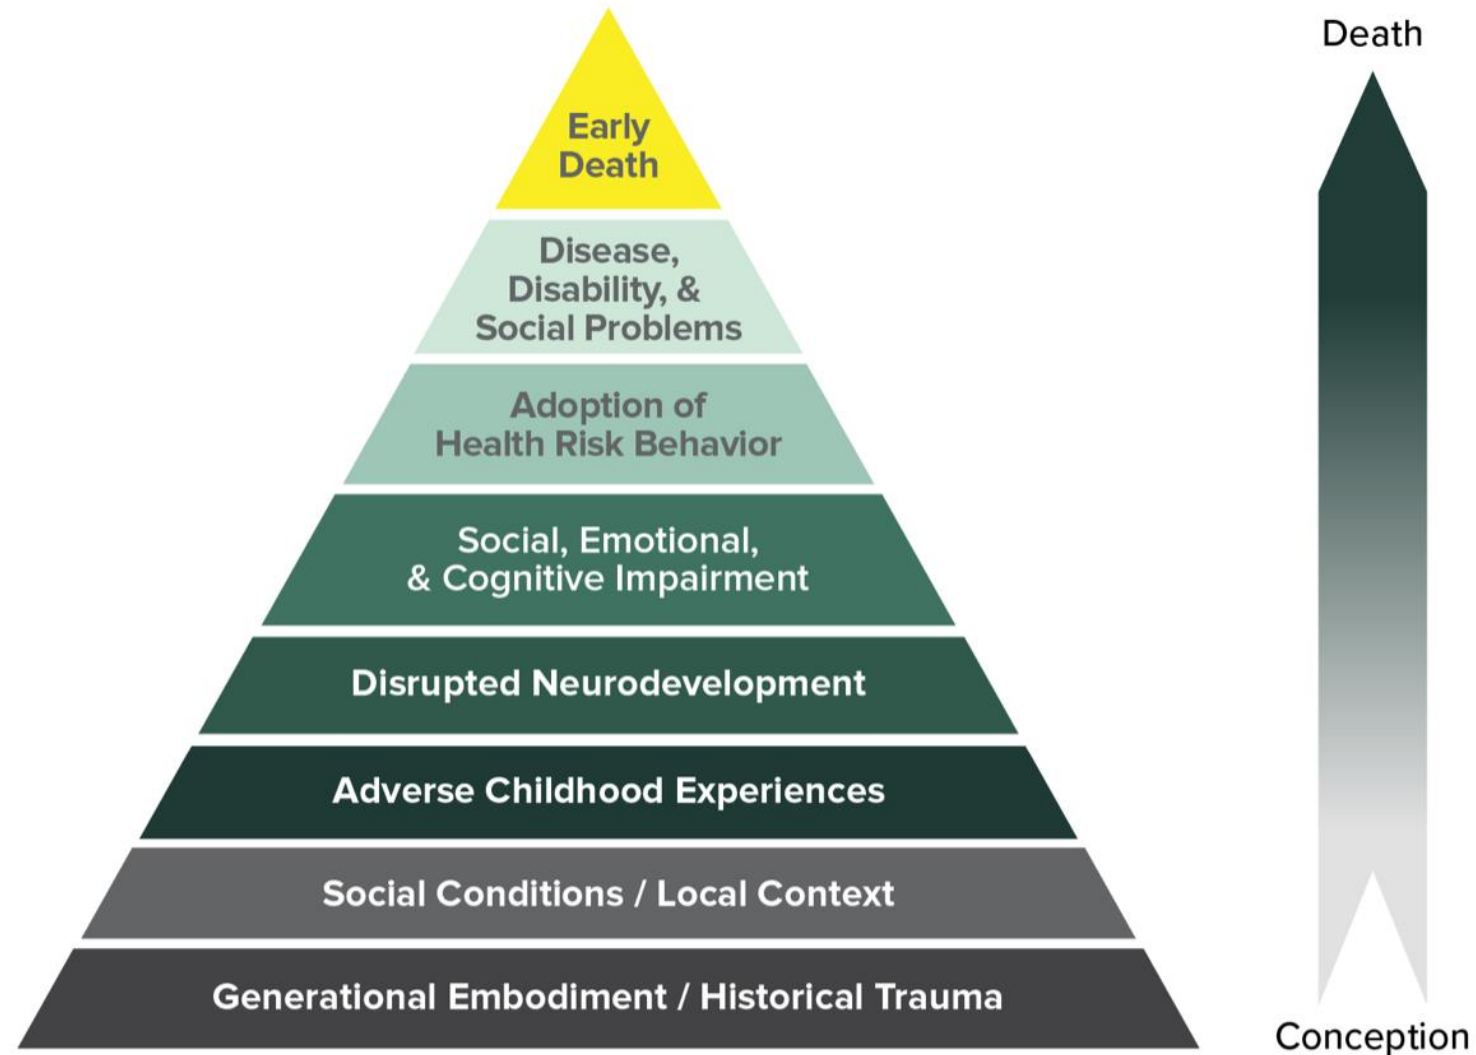 Early
Death
Disease,
Disability, &
Social Problems
Adoption of
Health Risk Behavior
Social, Emotional,
& Cognitive Impairment
Disrupted Neurodevelopment
Adverse Childhood Experiences
Social Conditions / Local Context
Generational Embodiment / Historical Trauma
Death
Conception